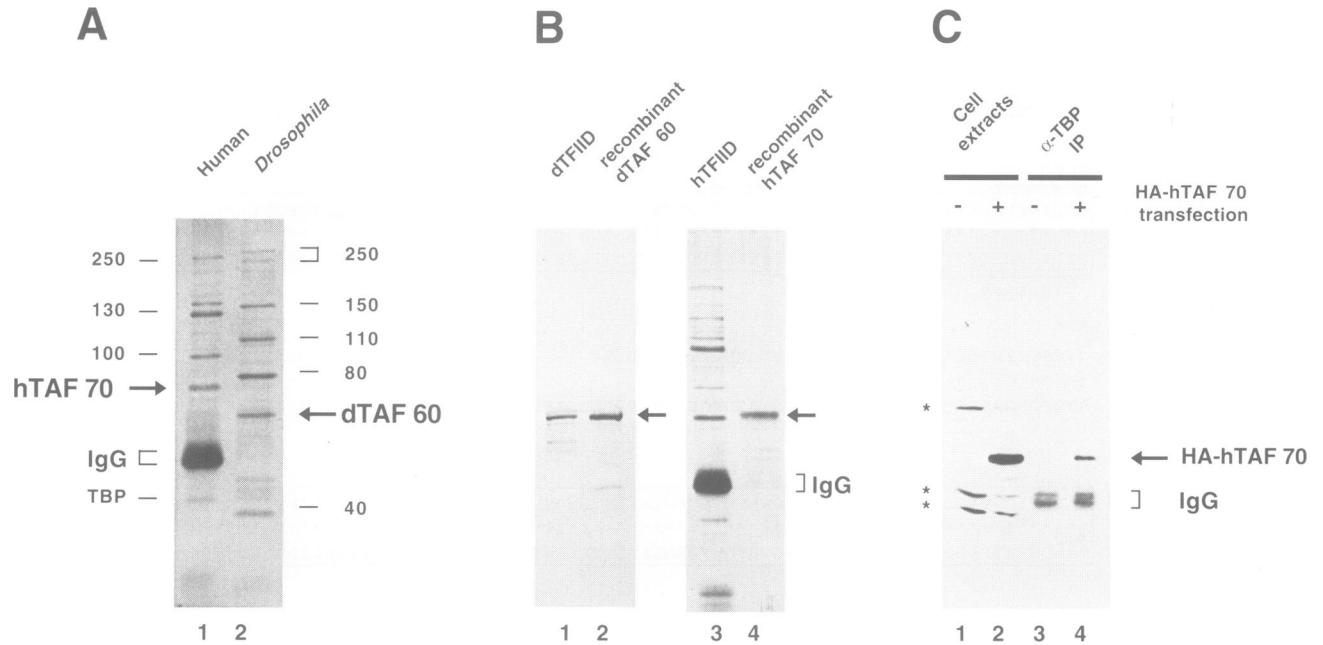 A
Human
Drosophila
250
130
100
hTAF 70
IgG
TBP
250
150
110
80
dTAF 60
40
1 2
B
dTFIID
recombinant
dTAF 60
hTFIID
recombinant
hTAF 70
IgG
1 2
3 4
C
Cell
extracts
α-TBP
IP
HA-hTAF 70
transfection
- + - +
*
HA-hTAF 70
*
*
IgG
1 2 3 4